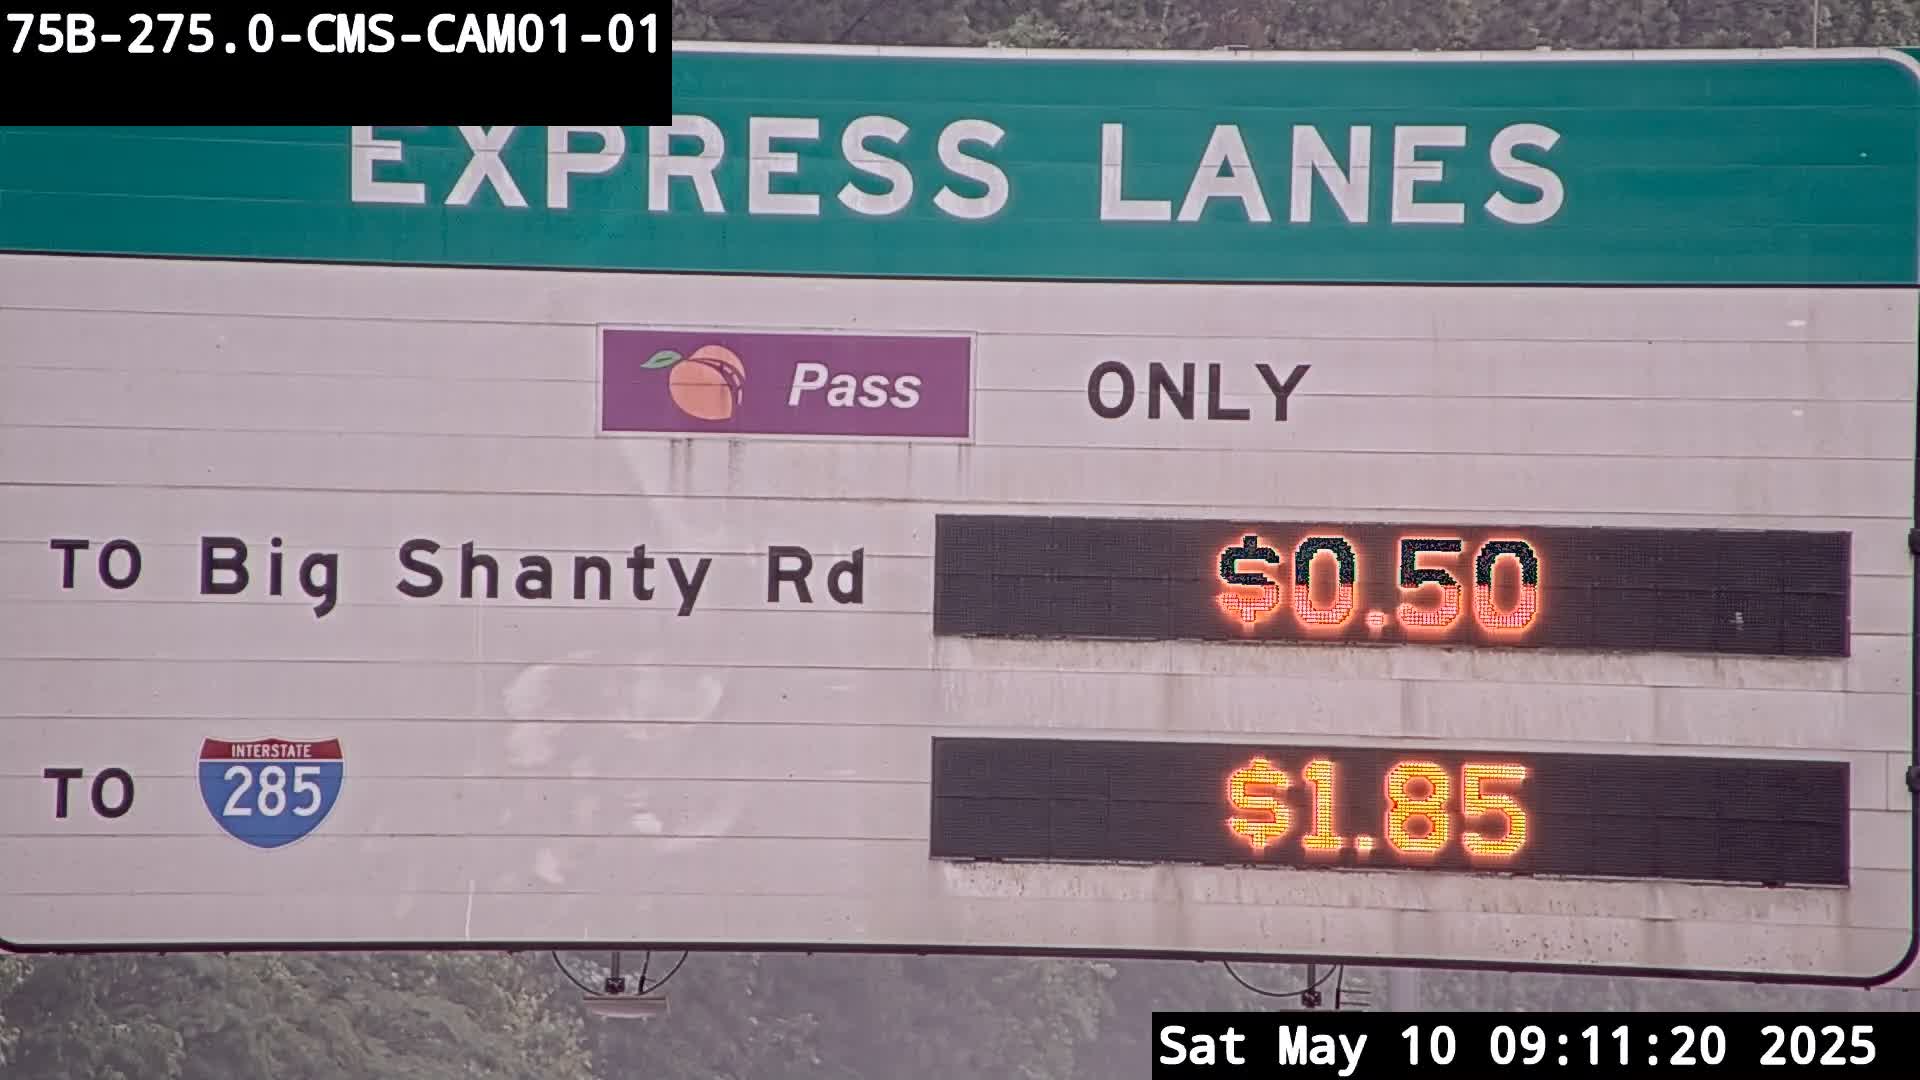 75B-275.0-CMS-CAM01-01
EXPRESS LANES
Pass ONLY
TO Big Shanty Rd $0.50
INTERSTATE
TO 285 $1.85
Sat May 10 09:11:20 2025